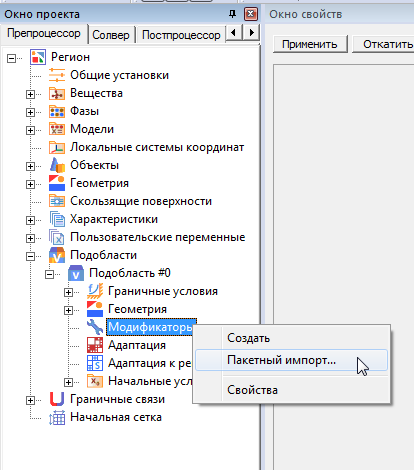 Окно проекта
Окно свойств
Препроцессор
Солвер
Постпроцессор
Применить
Откатить
Регион
Общие установки
Вещества
Фазы
Модели
Локальные системы координат
Объекты
Геометрия
Скользящие поверхности
Характеристики
Пользовательские переменные
Подобласти
Подобласть #0
Граничные условия
Геометрия
Модификаторы
Создать
Адаптация
Пакетный импорт...
Адаптация к ре
Начальные усл
Свойства
Граничные связи
Начальная сетка